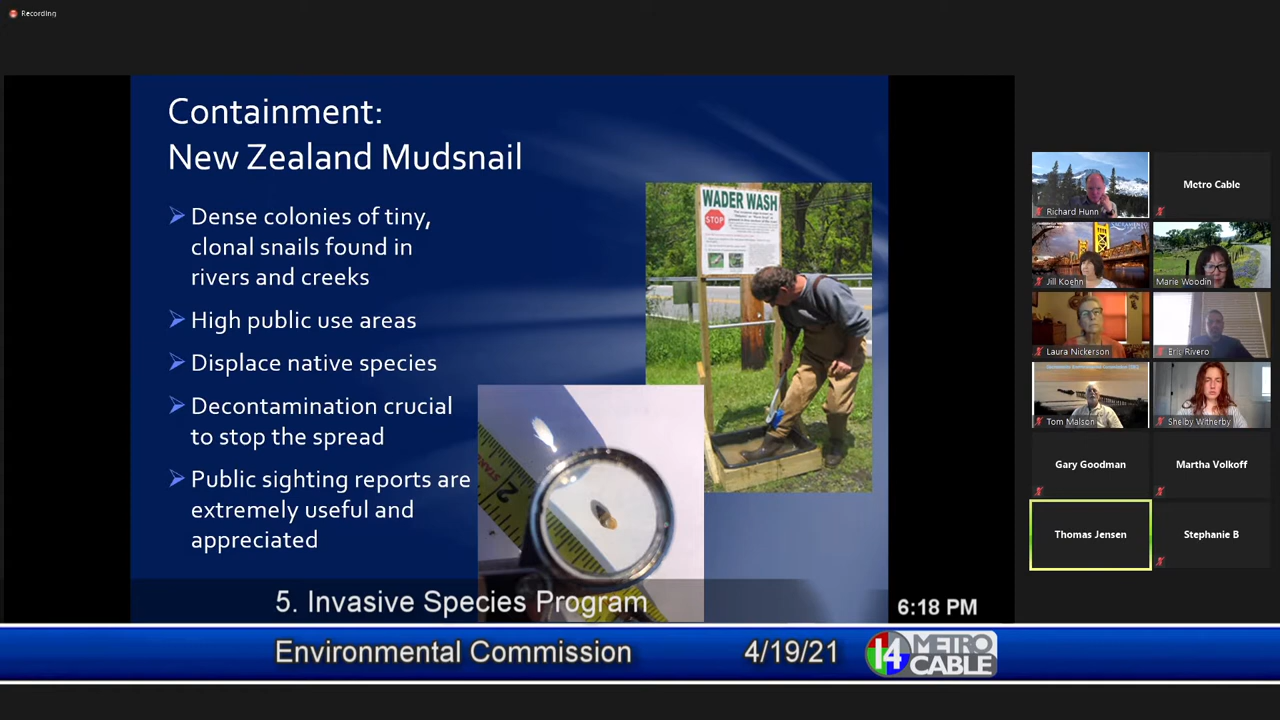 Recording
Containment:
New Zealand Mudsnail
Dense colonies of tiny,
clonal snails found in
rivers and creeks
High public use areas
Displace native species
Decontamination crucial
to stop the spread
Public sighting reports are
extremely useful and
appreciated
WADER WASH
STOP
2
5. Invasive Species Program
6:18 PM
Environmental Commission
4/19/21
14 METRO
CABLE
Richard Hunn
Metro Cable
Jill Koehn
Marie Woodin
Laura Nickerson
Eric Rivero
Tom Malson
Shelby Witherby
Gary Goodman
Martha Volkoff
Thomas Jensen
Stephanie B